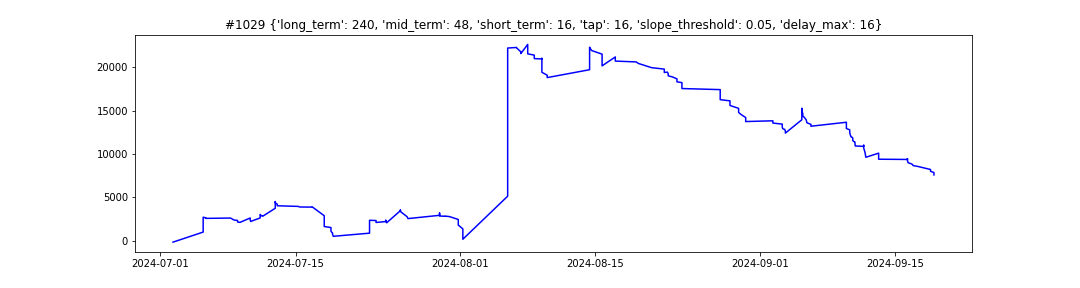 #1029 {'long_term': 240, 'mid_term': 48, 'short_term': 16, 'tap': 16, 'slope_threshold': 0.05, 'delay_max': 16}
20000
15000
10000
5000
0
2024-07-01 2024-07-15 2024-08-01 2024-08-15 2024-09-01 2024-09-15